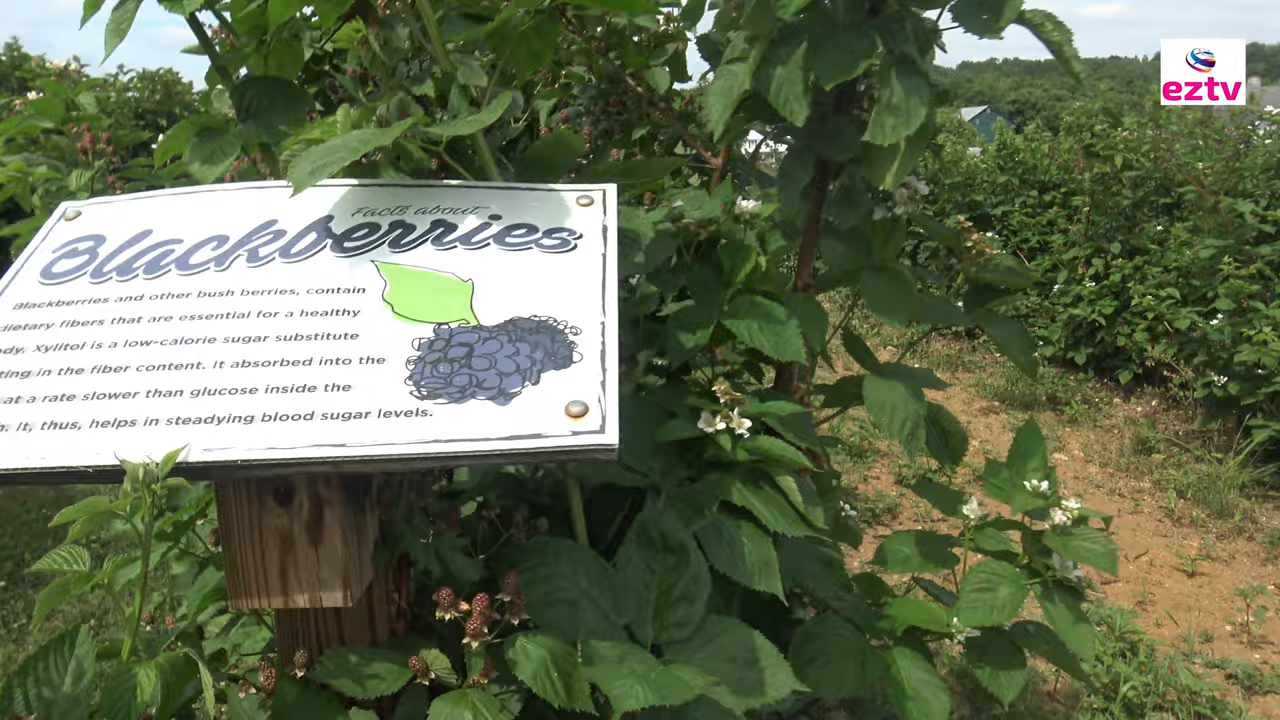 Facts about
Blackberries
Blackberries and other bush berries, contain
dietary fibers that are essential for a healthy
Xylitol is a low-calorie sugar substitute
in the fiber content. It absorbed into the
at a rate slower than glucose inside the
It, thus, helps in steadying blood sugar levels.
eztv